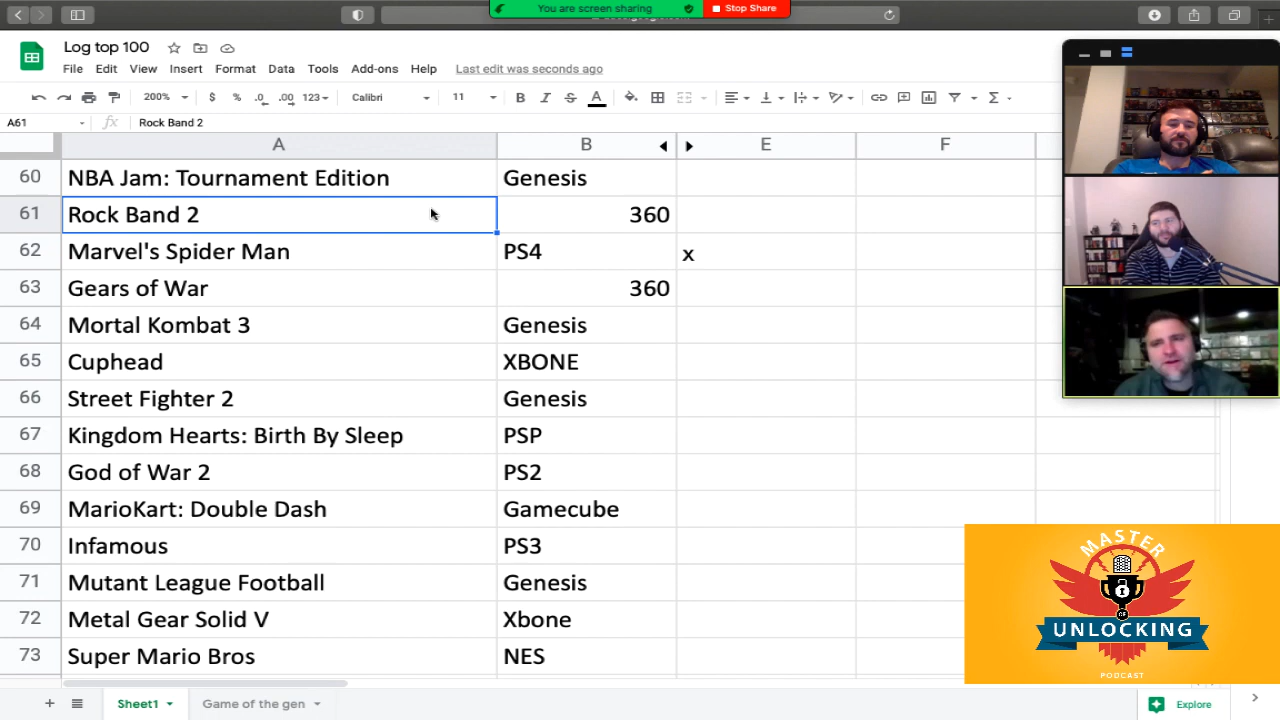 You are screen sharing
Stop Share
Log top 100
File Edit View Insert Format Data Tools Add-ons Help Last edit was seconds ago
200% $ % .0 .00 123 Calibri 11 B I S A
A61 fx Rock Band 2
A B E F
60 NBA Jam: Tournament Edition Genesis
61 Rock Band 2 360
62 Marvel's Spider Man PS4 x
63 Gears of War 360
64 Mortal Kombat 3 Genesis
65 Cuphead XBONE
66 Street Fighter 2 Genesis
67 Kingdom Hearts: Birth By Sleep PSP
68 God of War 2 PS2
69 MarioKart: Double Dash Gamecube
70 Infamous PS3
71 Mutant League Football Genesis
72 Metal Gear Solid V Xbone
73 Super Mario Bros NES
MASTER
OF
UNLOCKING
PODCAST
Sheet1 Game of the gen Explore